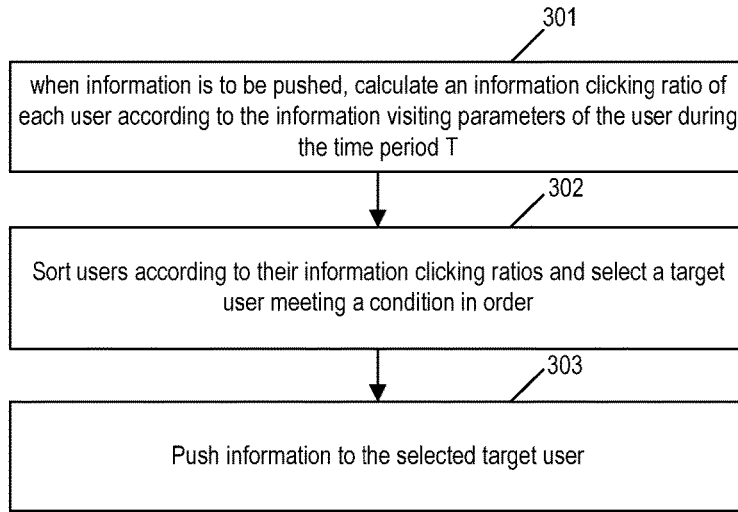 301
when information is to be pushed, calculate an information clicking ratio of
each user according to the information visiting parameters of the user during
the time period T
302
Sort users according to their information clicking ratios and select a target
user meeting a condition in order
303
Push information to the selected target user